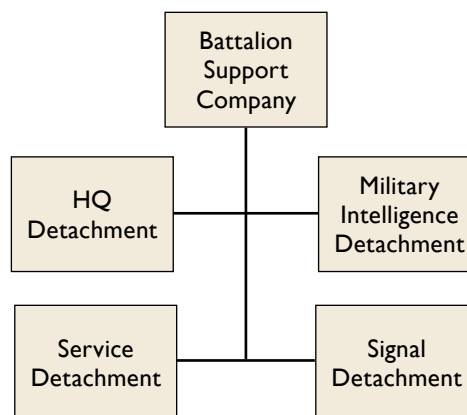 Battalion
Support
Company
HQ
Detachment
Military
Intelligence
Detachment
Service
Detachment
Signal
Detachment